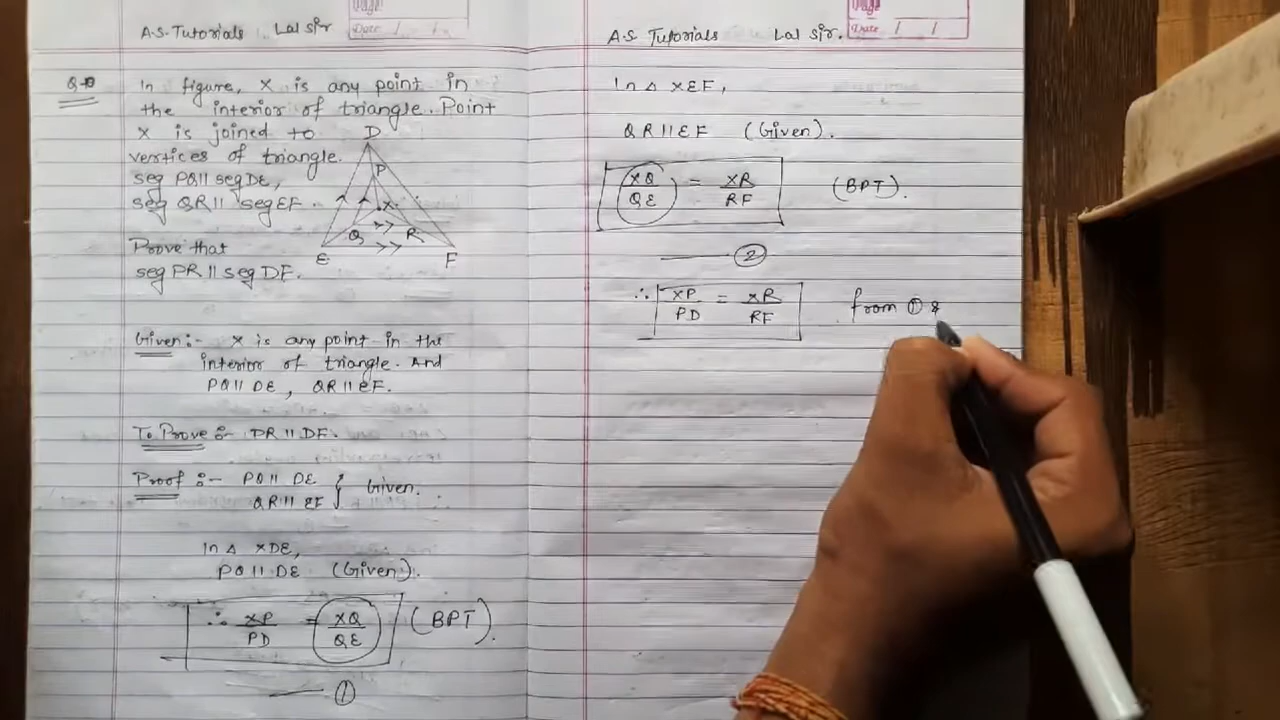 A.S. Tutorials Lal sir
Page
Date / /
Q
In figure, X is any point in
the interior of triangle. Point
X is joined to
vertices of triangle.
seg PQ || seg DE,
seg QR || seg EF.
Prove that
seg PR || seg DF.
D
P
X
Q
R
E
F
Given:- X is any point in the
interior of triangle. And
PQ || DE , QR || EF.
To Prove :- PR || DF.
Proof :- PQ || DE
QR || EF } Given.
In △ XDE,
PQ || DE (Given).
∴ XP/PD = XQ/QE (BPT).
①
A.S. Tutorials Lal Sir.
Page
Date / /
In △ XEF,
QR || EF (Given).
XQ/QE = XR/RF (BPT).
②
∴ XP/PD = XR/RF from ① &